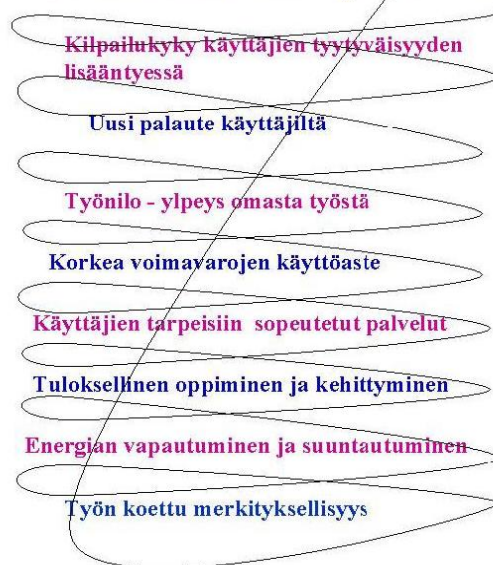 Kilpailukyky käyttäjien tyytyväisyyden
lisääntyessä
Uusi palaute käyttäjiltä
Työnilo - ylpeys omasta työstä
Korkea voimavarojen käyttöaste
Käyttäjien tarpeisiin sopeutetut palvelut
Tuloksellinen oppiminen ja kehittyminen
Energian vapautuminen ja suuntautuminen
Työn koettu merkityksellisyys